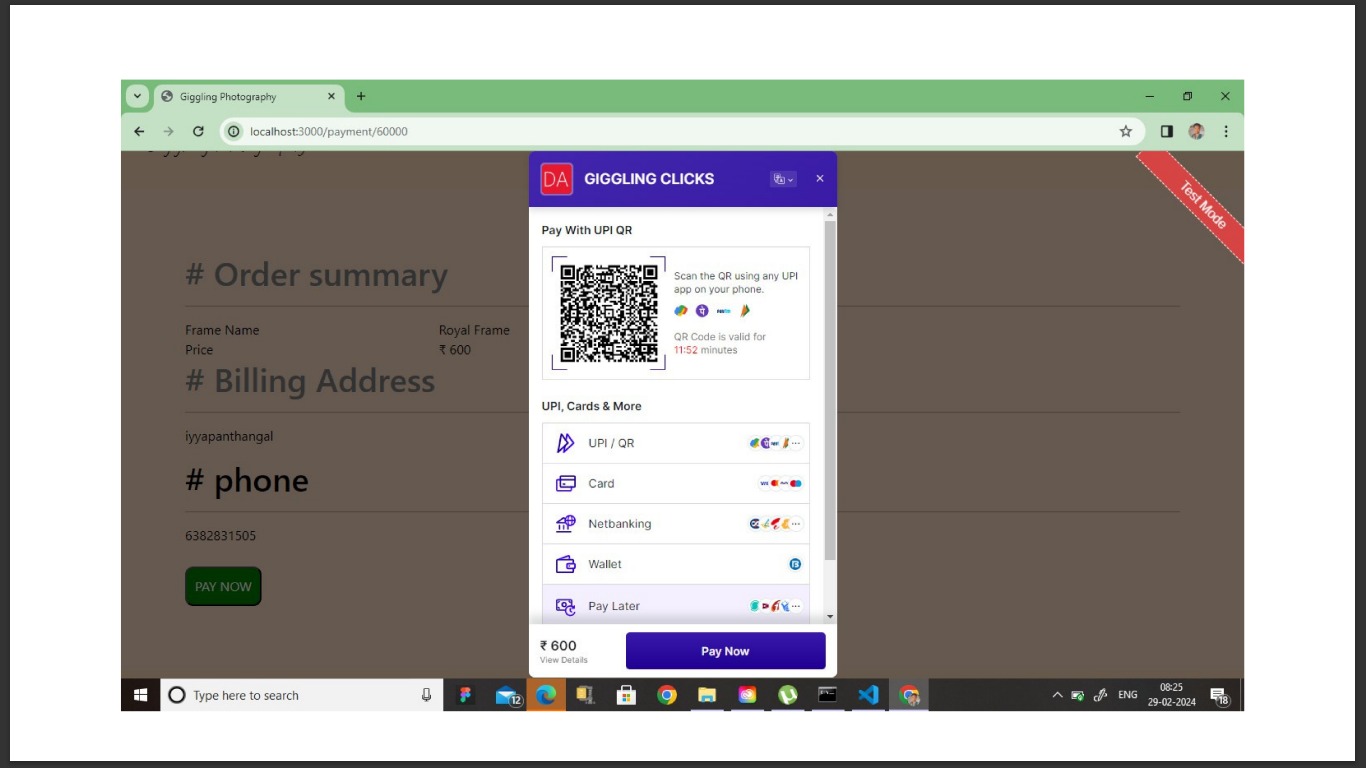 Giggling Photography
localhost:3000/payment/60000
Test Mode
# Order summary
Frame Name Royal Frame
Price ₹ 600
# Billing Address
iyyapanthangal
# phone
6382831505
PAY NOW
DA GIGGLING CLICKS
Pay With UPI QR
Scan the QR using any UPI
app on your phone.
QR Code is valid for
11:52 minutes
UPI, Cards & More
UPI / QR
Card
Netbanking
Wallet
Pay Later
₹ 600
View Details
Pay Now
Type here to search
12
ENG
08:25
29-02-2024
18